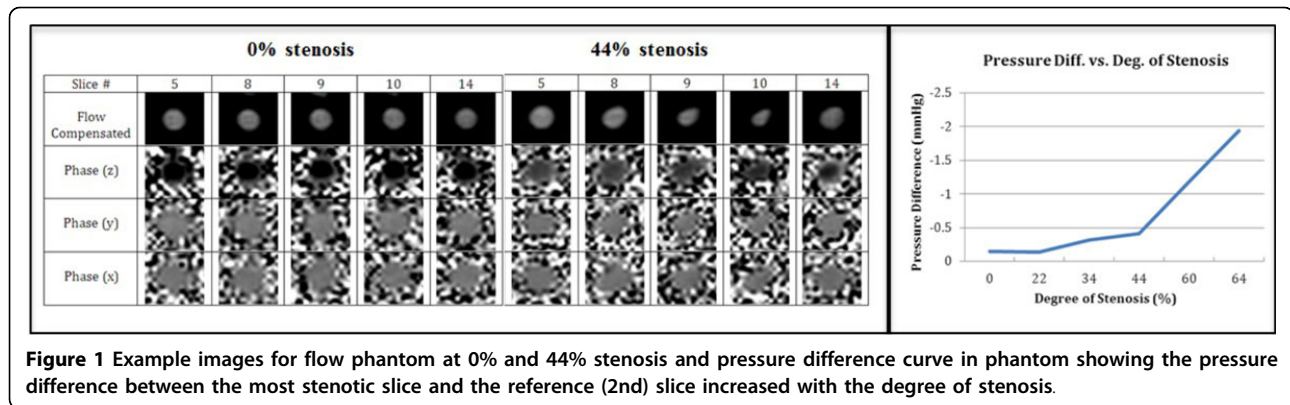 0% stenosis
44% stenosis
Slice # 5 8 9 10 14 5 8 9 10 14
Flow
Compensated
Phase (z)
Phase (y)
Phase (x)
Pressure Diff. vs. Deg. of Stenosis
Pressure Difference (mmHg)
-2.5
-2
-1.5
-1
-0.5
0
0 22 34 44 60 64
Degree of Stenosis (%)
Figure 1 Example images for flow phantom at 0% and 44% stenosis and pressure difference curve in phantom showing the pressure
difference between the most stenotic slice and the reference (2nd) slice increased with the degree of stenosis.